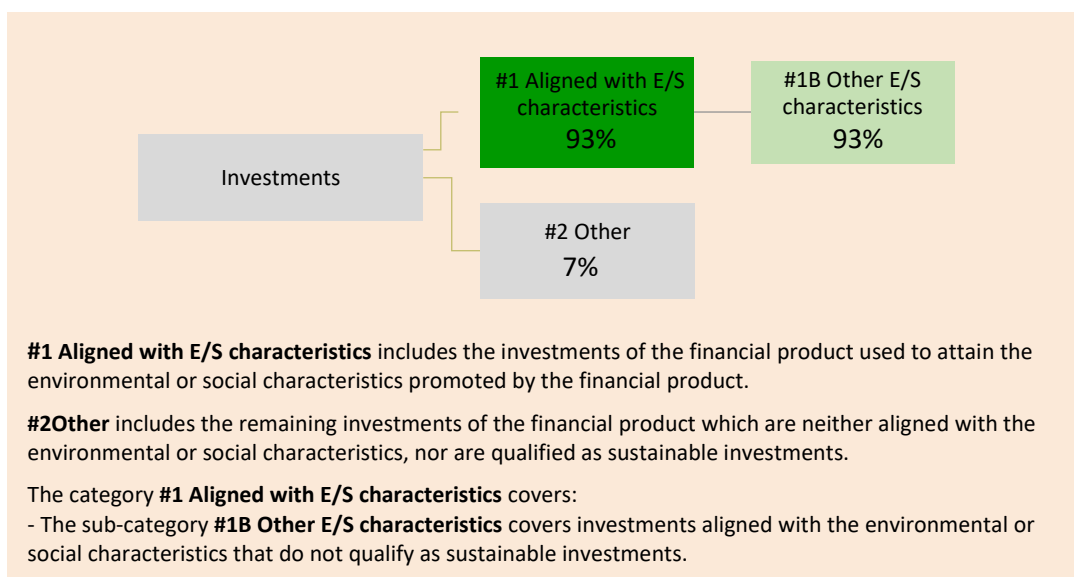 #1 Aligned with E/S
characteristics
93%
#1B Other E/S
characteristics
93%
Investments
#2 Other
7%
#1 Aligned with E/S characteristics includes the investments of the financial product used to attain the
environmental or social characteristics promoted by the financial product.
#2Other includes the remaining investments of the financial product which are neither aligned with the
environmental or social characteristics, nor are qualified as sustainable investments.
The category #1 Aligned with E/S characteristics covers:
- The sub-category #1B Other E/S characteristics covers investments aligned with the environmental or
social characteristics that do not qualify as sustainable investments.